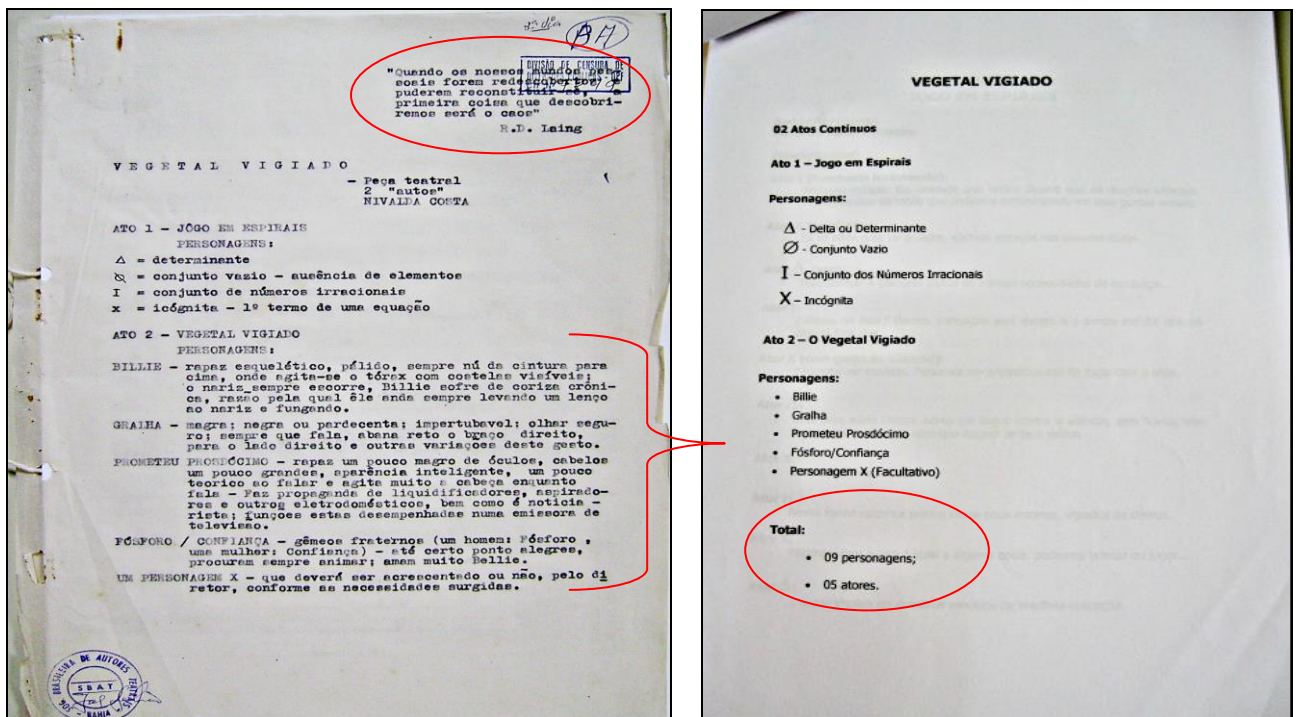 3º dia
"Quando os nossos mundos pes-
soais forem redescobertos, e
puderem reconstituir-se, a
primeira coisa que descobri-
remos será o caos"
R.D. Laing
DIVISÃO DE CENSURA DE
VEGETAL VIGIADO
- Peça teatral
2 "autos"
NIVALDA COSTA
ATO 1 - JÔGO EM ESPIRAIS
PERSONAGENS:
Δ = determinante
∅ = conjunto vazio - ausência de elementos
I = conjunto de números irracionais
x = icógnita - 1º termo de uma equação
ATO 2 - VEGETAL VIGIADO
PERSONAGENS:
BILLIE - rapaz esquelético, pálido, sempre nú da cintura para
cima, onde agita-se o tórax com costelas visíveis;
o nariz sempre escorre, Billie sofre de coriza crôni-
ca, razão pela qual êle anda sempre levando um lenço
ao nariz e fungando.
GRALHA - magra; negra ou pardecenta; impertubavel; olhar segu-
ro; sempre que fala, abana reto o braço direito,
para o lado direito e outras variações deste gesto.
PROMETEU PROSDÓCIMO - rapaz um pouco magro de óculos, cabelos
um pouco grandes, aparência inteligente, um pouco
teorico ao falar e agita muito a cabeça enquanto
fala - Faz propaganda de liquidificadores, aspirado-
res e outros eletrodomésticos, bem como é noticia -
rista; funçoes estas desempenhadas numa emissora de
televisão.
FÓSFORO / CONFIANÇA - gêmeos fraternos (um homem: Fósforo ,
uma mulher: Confiança) - até certo ponto alegres,
procuram sempre animar; amam muito Bellie.
UM PERSONAGEM X - que deverá ser acrescentado ou não, pelo di
retor, conforme as necessidades surgidas.
BRASILEIRA DE AUTORES TEATRAIS
SBAT
BAHIA
VEGETAL VIGIADO
02 Atos Contínuos
Ato 1 – Jogo em Espirais
Personagens:
Δ - Delta ou Determinante
∅ - Conjunto Vazio
I – Conjunto dos Números Irracionais
X – Incógnita
Ato 2 – O Vegetal Vigiado
Personagens:
• Billie
• Gralha
• Prometeu Prosdócimo
• Fósforo/Confiança
• Personagem X (Facultativo)
Total:
• 09 personagens;
• 05 atores.